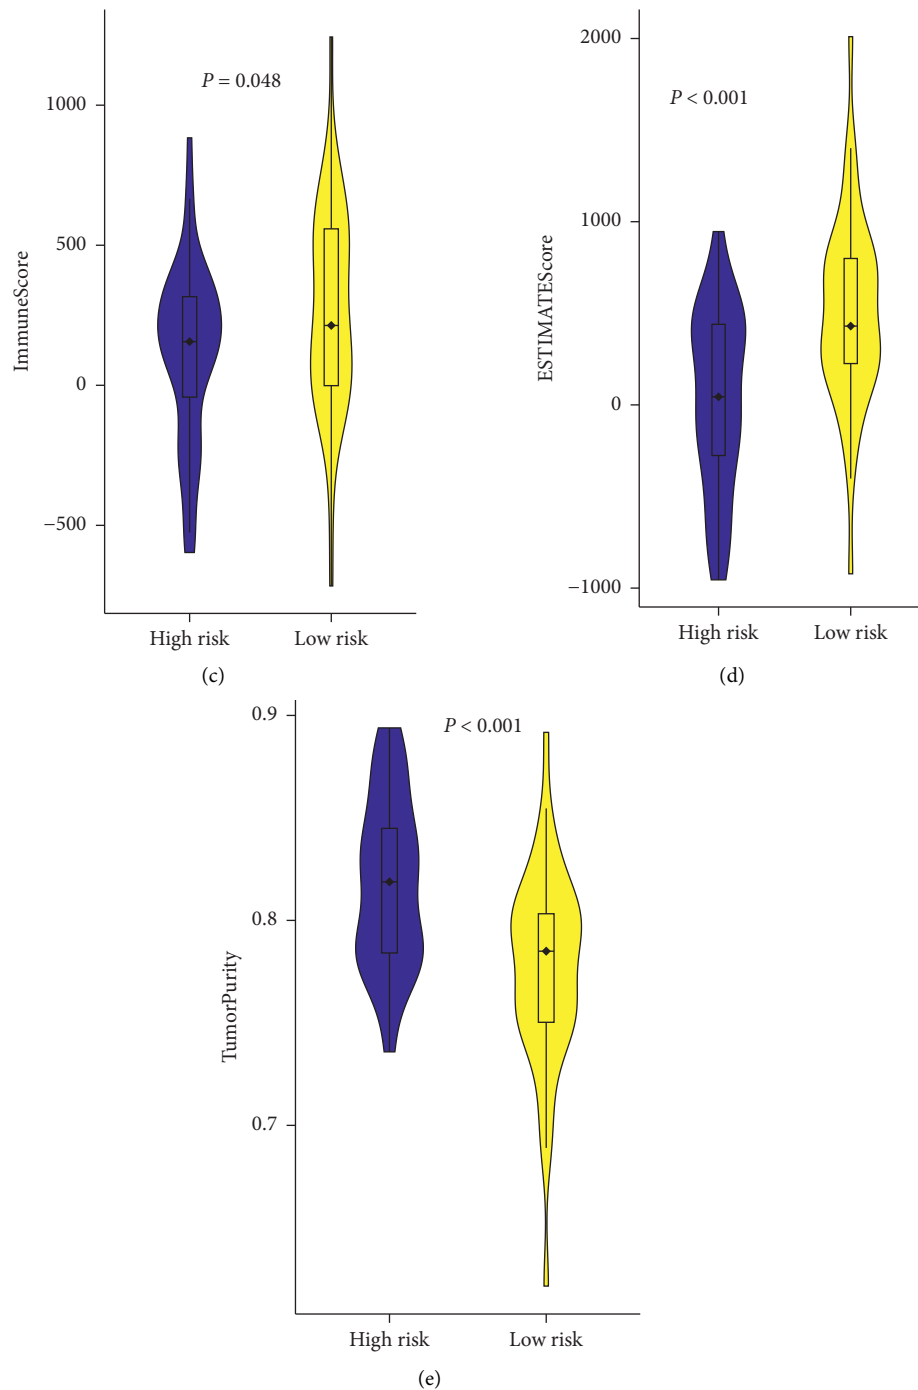 P = 0.048
1000
500
0
−500
ImmuneScore
High risk
Low risk
(c)
P < 0.001
2000
1000
0
−1000
ESTIMATEScore
High risk
Low risk
(d)
P < 0.001
0.9
0.8
0.7
TumorPurity
High risk
Low risk
(e)